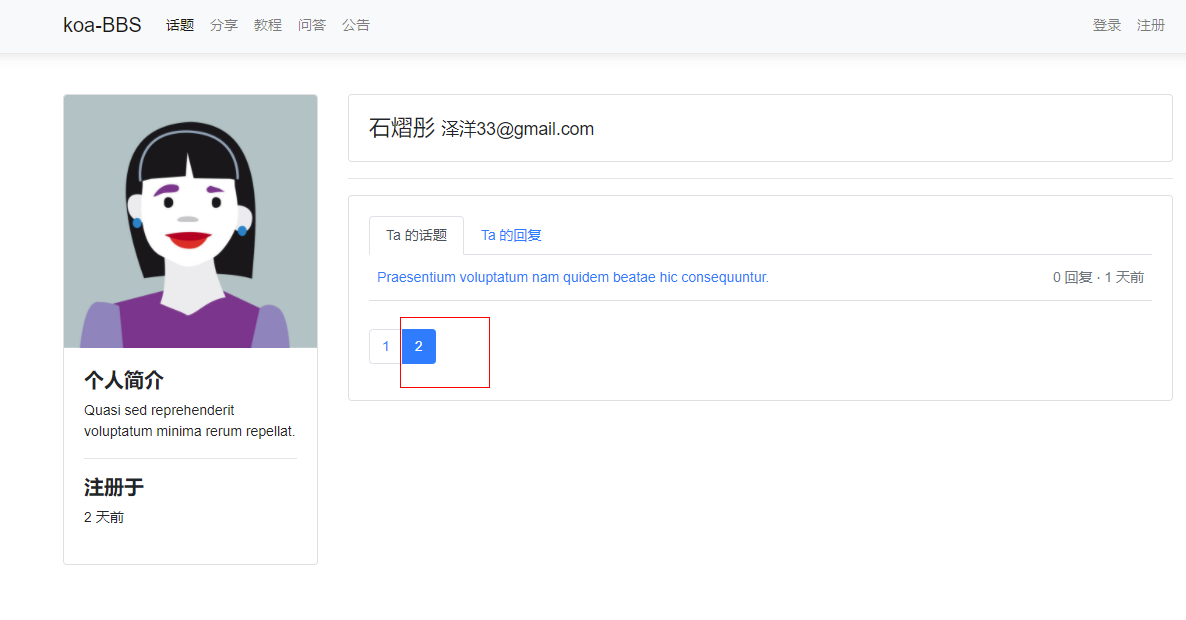 koa-BBS 话题 分享 教程 问答 公告 登录 注册
石熠彤 泽洋33@gmail.com
Ta 的话题 Ta 的回复
Praesentium voluptatum nam quidem beatae hic consequuntur. 0 回复 · 1 天前
1 2
个人简介
Quasi sed reprehenderit
voluptatum minima rerum repellat.
注册于
2 天前